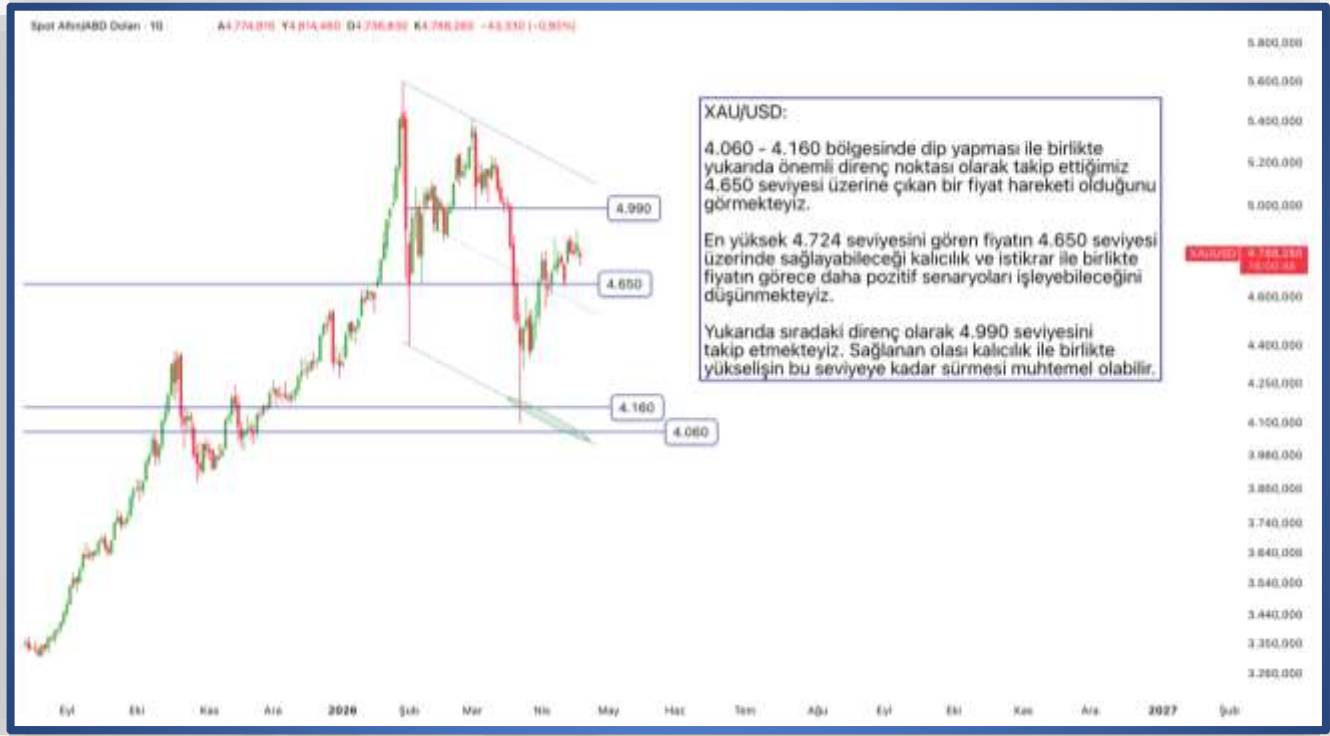 Spot Altın/ABD Doları · 1G
5.800,000
5.600,000
5.400,000
5.200,000
5.000,000
4.600,000
4.400,000
4.250,000
4.100,000
3.980,000
3.860,000
3.740,000
3.640,000
3.540,000
3.440,000
3.350,000
3.260,000
XAU/USD
XAU/USD:
4.060 - 4.160 bölgesinde dip yapması ile birlikte
yukarıda önemli direnç noktası olarak takip ettiğimiz
4.650 seviyesi üzerine çıkan bir fiyat hareketi olduğunu
görmekteyiz.
En yüksek 4.724 seviyesini gören fiyatın 4.650 seviyesi
üzerinde sağlayabileceği kalıcılık ve istikrar ile birlikte
fiyatın görece daha pozitif senaryoları işleyebileceğini
düşünmekteyiz.
Yukarıda sıradaki direnç olarak 4.990 seviyesini
takip etmekteyiz. Sağlanan olası kalıcılık ile birlikte
yükselişin bu seviyeye kadar sürmesi muhtemel olabilir.
4.990
4.650
4.160
4.060
Eyl Eki Kas Ara 2026 Şub Mar Nis May Haz Tem Ağu Eyl Eki Kas Ara 2027 Şub